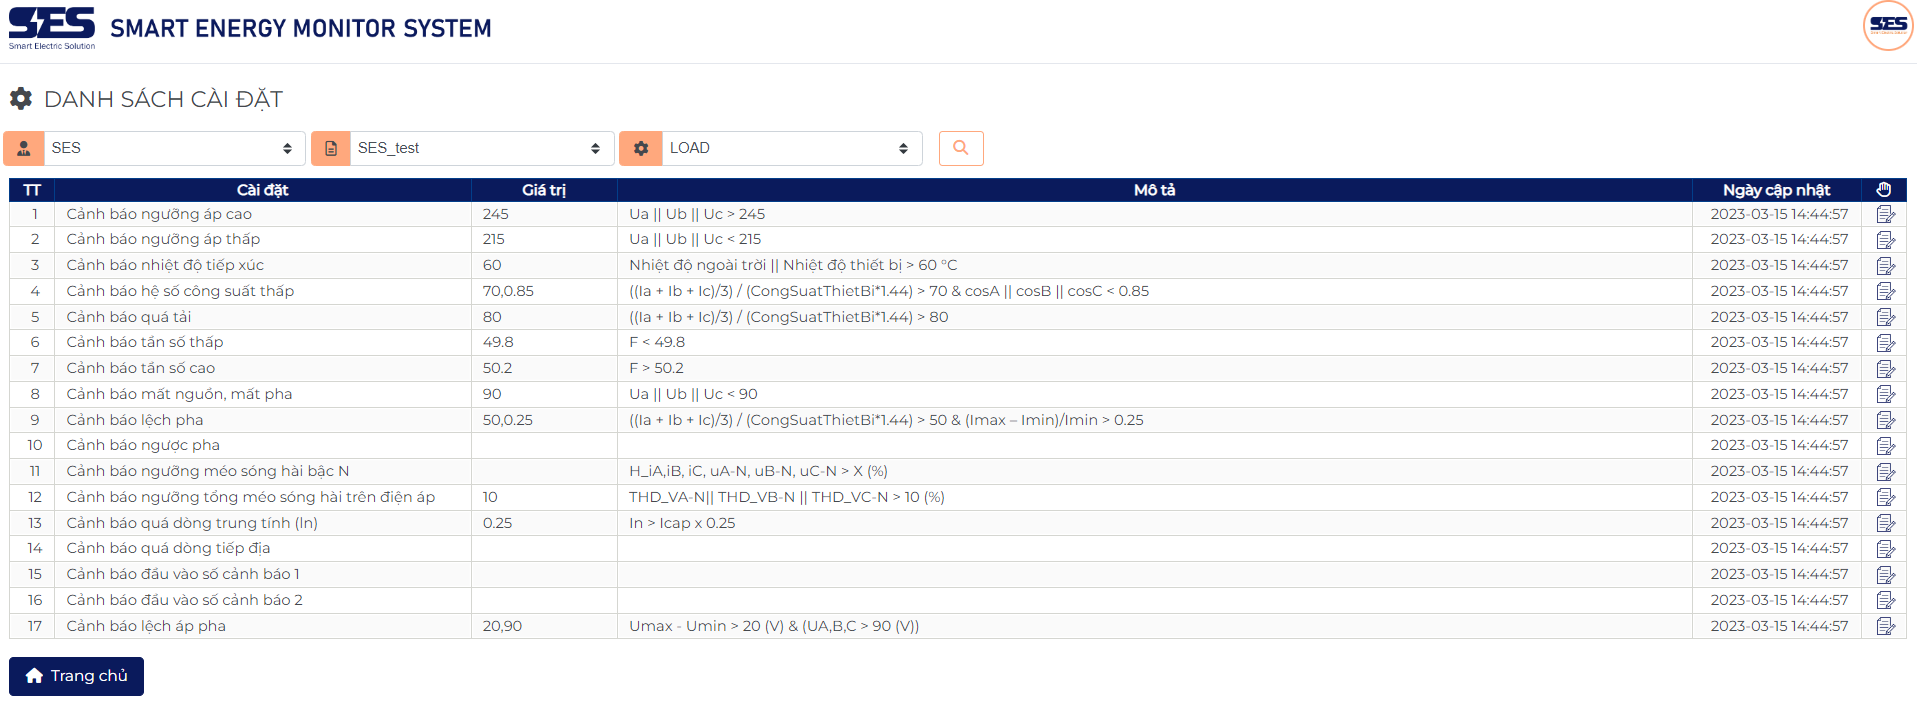 SES SMART ENERGY MONITOR SYSTEM SES
Smart Electric Solution
DANH SÁCH CÀI ĐẶT
SES SES_test LOAD
TT Cài đặt Giá trị Mô tả Ngày cập nhật
1 Cảnh báo ngưỡng áp cao 245 Ua || Ub || Uc > 245 2023-03-15 14:44:57
2 Cảnh báo ngưỡng áp thấp 215 Ua || Ub || Uc < 215 2023-03-15 14:44:57
3 Cảnh báo nhiệt độ tiếp xúc 60 Nhiệt độ ngoài trời || Nhiệt độ thiết bị > 60 °C 2023-03-15 14:44:57
4 Cảnh báo hệ số công suất thấp 70,0.85 ((Ia + Ib + Ic)/3) / (CongSuatThietBi*1.44) > 70 & cosA || cosB || cosC < 0.85 2023-03-15 14:44:57
5 Cảnh báo quá tải 80 ((Ia + Ib + Ic)/3) / (CongSuatThietBi*1.44) > 80 2023-03-15 14:44:57
6 Cảnh báo tần số thấp 49.8 F < 49.8 2023-03-15 14:44:57
7 Cảnh báo tần số cao 50.2 F > 50.2 2023-03-15 14:44:57
8 Cảnh báo mất nguồn, mất pha 90 Ua || Ub || Uc < 90 2023-03-15 14:44:57
9 Cảnh báo lệch pha 50,0.25 ((Ia + Ib + Ic)/3) / (CongSuatThietBi*1.44) > 50 & (Imax – Imin)/Imin > 0.25 2023-03-15 14:44:57
10 Cảnh báo ngược pha 2023-03-15 14:44:57
11 Cảnh báo ngưỡng méo sóng hài bậc N H_iA,iB, iC, uA-N, uB-N, uC-N > X (%) 2023-03-15 14:44:57
12 Cảnh báo ngưỡng tổng méo sóng hài trên điện áp 10 THD_VA-N|| THD_VB-N || THD_VC-N > 10 (%) 2023-03-15 14:44:57
13 Cảnh báo quá dòng trung tính (In) 0.25 In > Icap x 0.25 2023-03-15 14:44:57
14 Cảnh báo quá dòng tiếp địa 2023-03-15 14:44:57
15 Cảnh báo đầu vào số cảnh báo 1 2023-03-15 14:44:57
16 Cảnh báo đầu vào số cảnh báo 2 2023-03-15 14:44:57
17 Cảnh báo lệch áp pha 20,90 Umax - Umin > 20 (V) & (UA,B,C > 90 (V)) 2023-03-15 14:44:57
Trang chủ